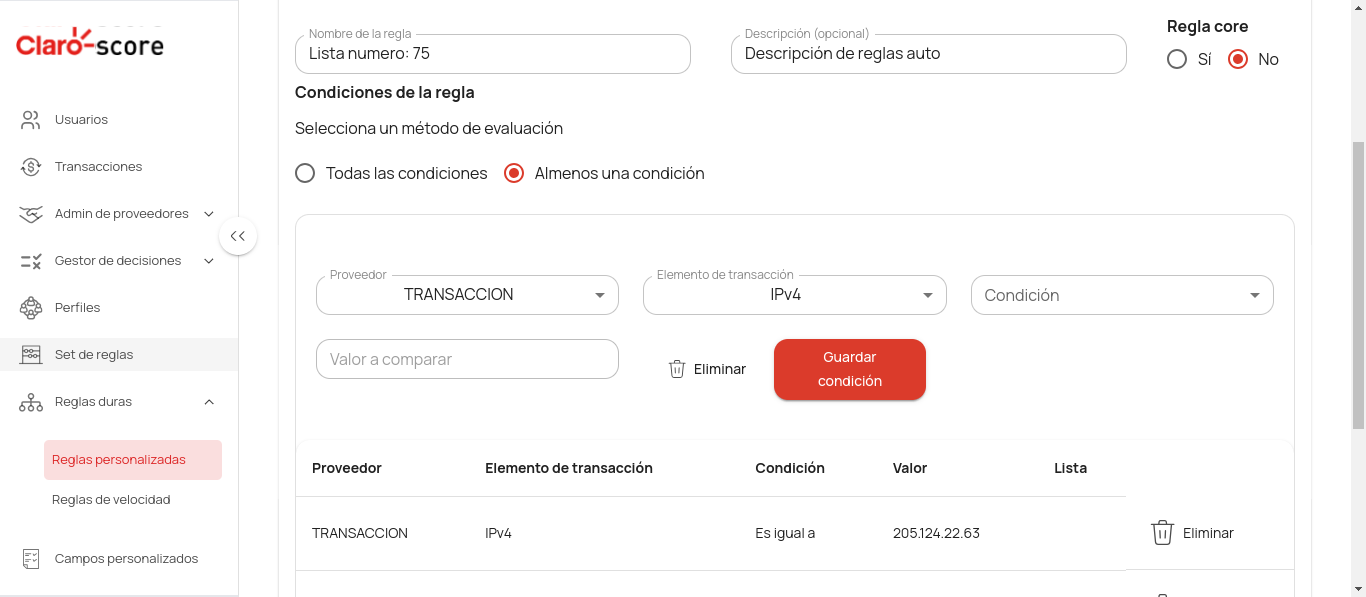 Claro-score
Usuarios
Transacciones
Admin de proveedores
Gestor de decisiones
Perfiles
Set de reglas
Reglas duras
Reglas personalizadas
Reglas de velocidad
Campos personalizados
Nombre de la regla
Lista numero: 75
Descripción (opcional)
Descripción de reglas auto
Regla core
Sí No
Condiciones de la regla
Selecciona un método de evaluación
Todas las condiciones Almenos una condición
Proveedor
TRANSACCION
Elemento de transacción
IPv4
Condición
Valor a comparar
Eliminar
Guardar
condición
Proveedor Elemento de transacción Condición Valor Lista
TRANSACCION IPv4 Es igual a 205.124.22.63 Eliminar